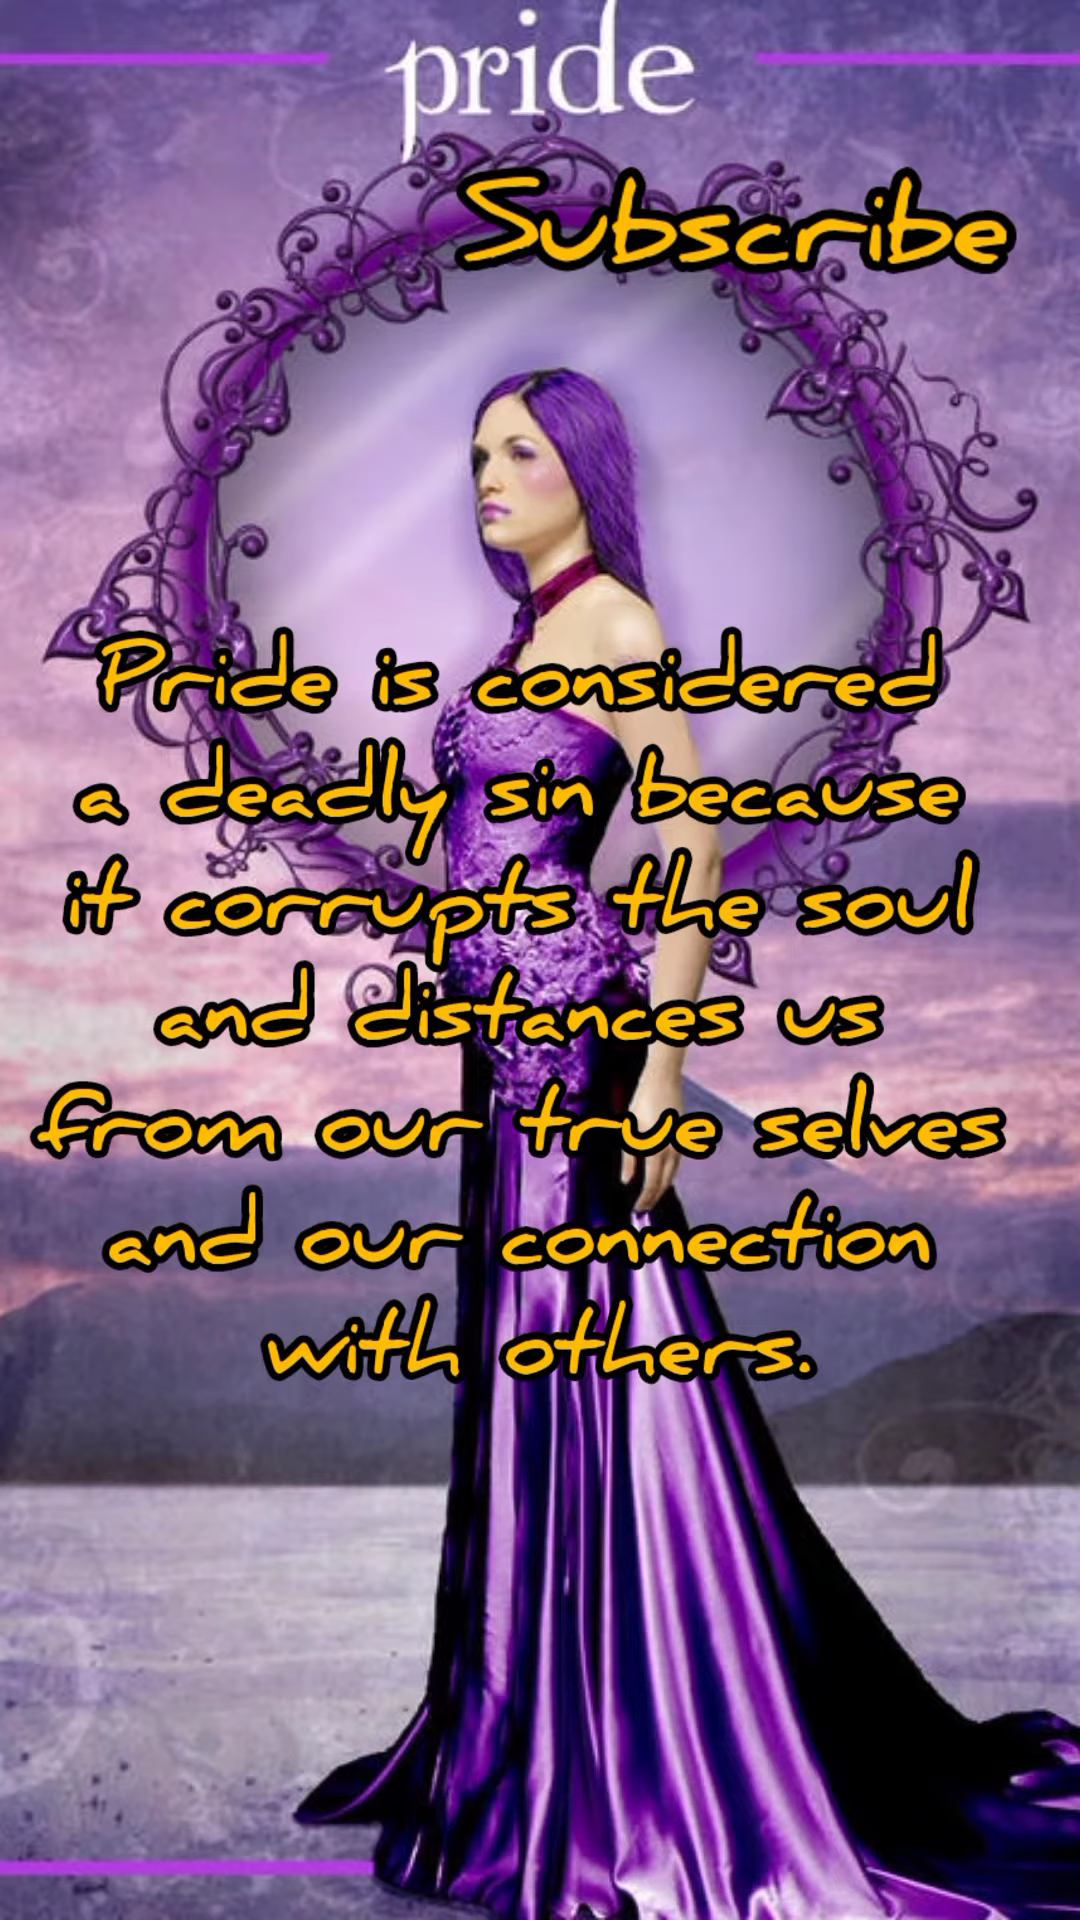 pride
Subscribe
Pride is considered
a deadly sin because
it corrupts the soul
and distances us
from our true selves
and our connection
with others.